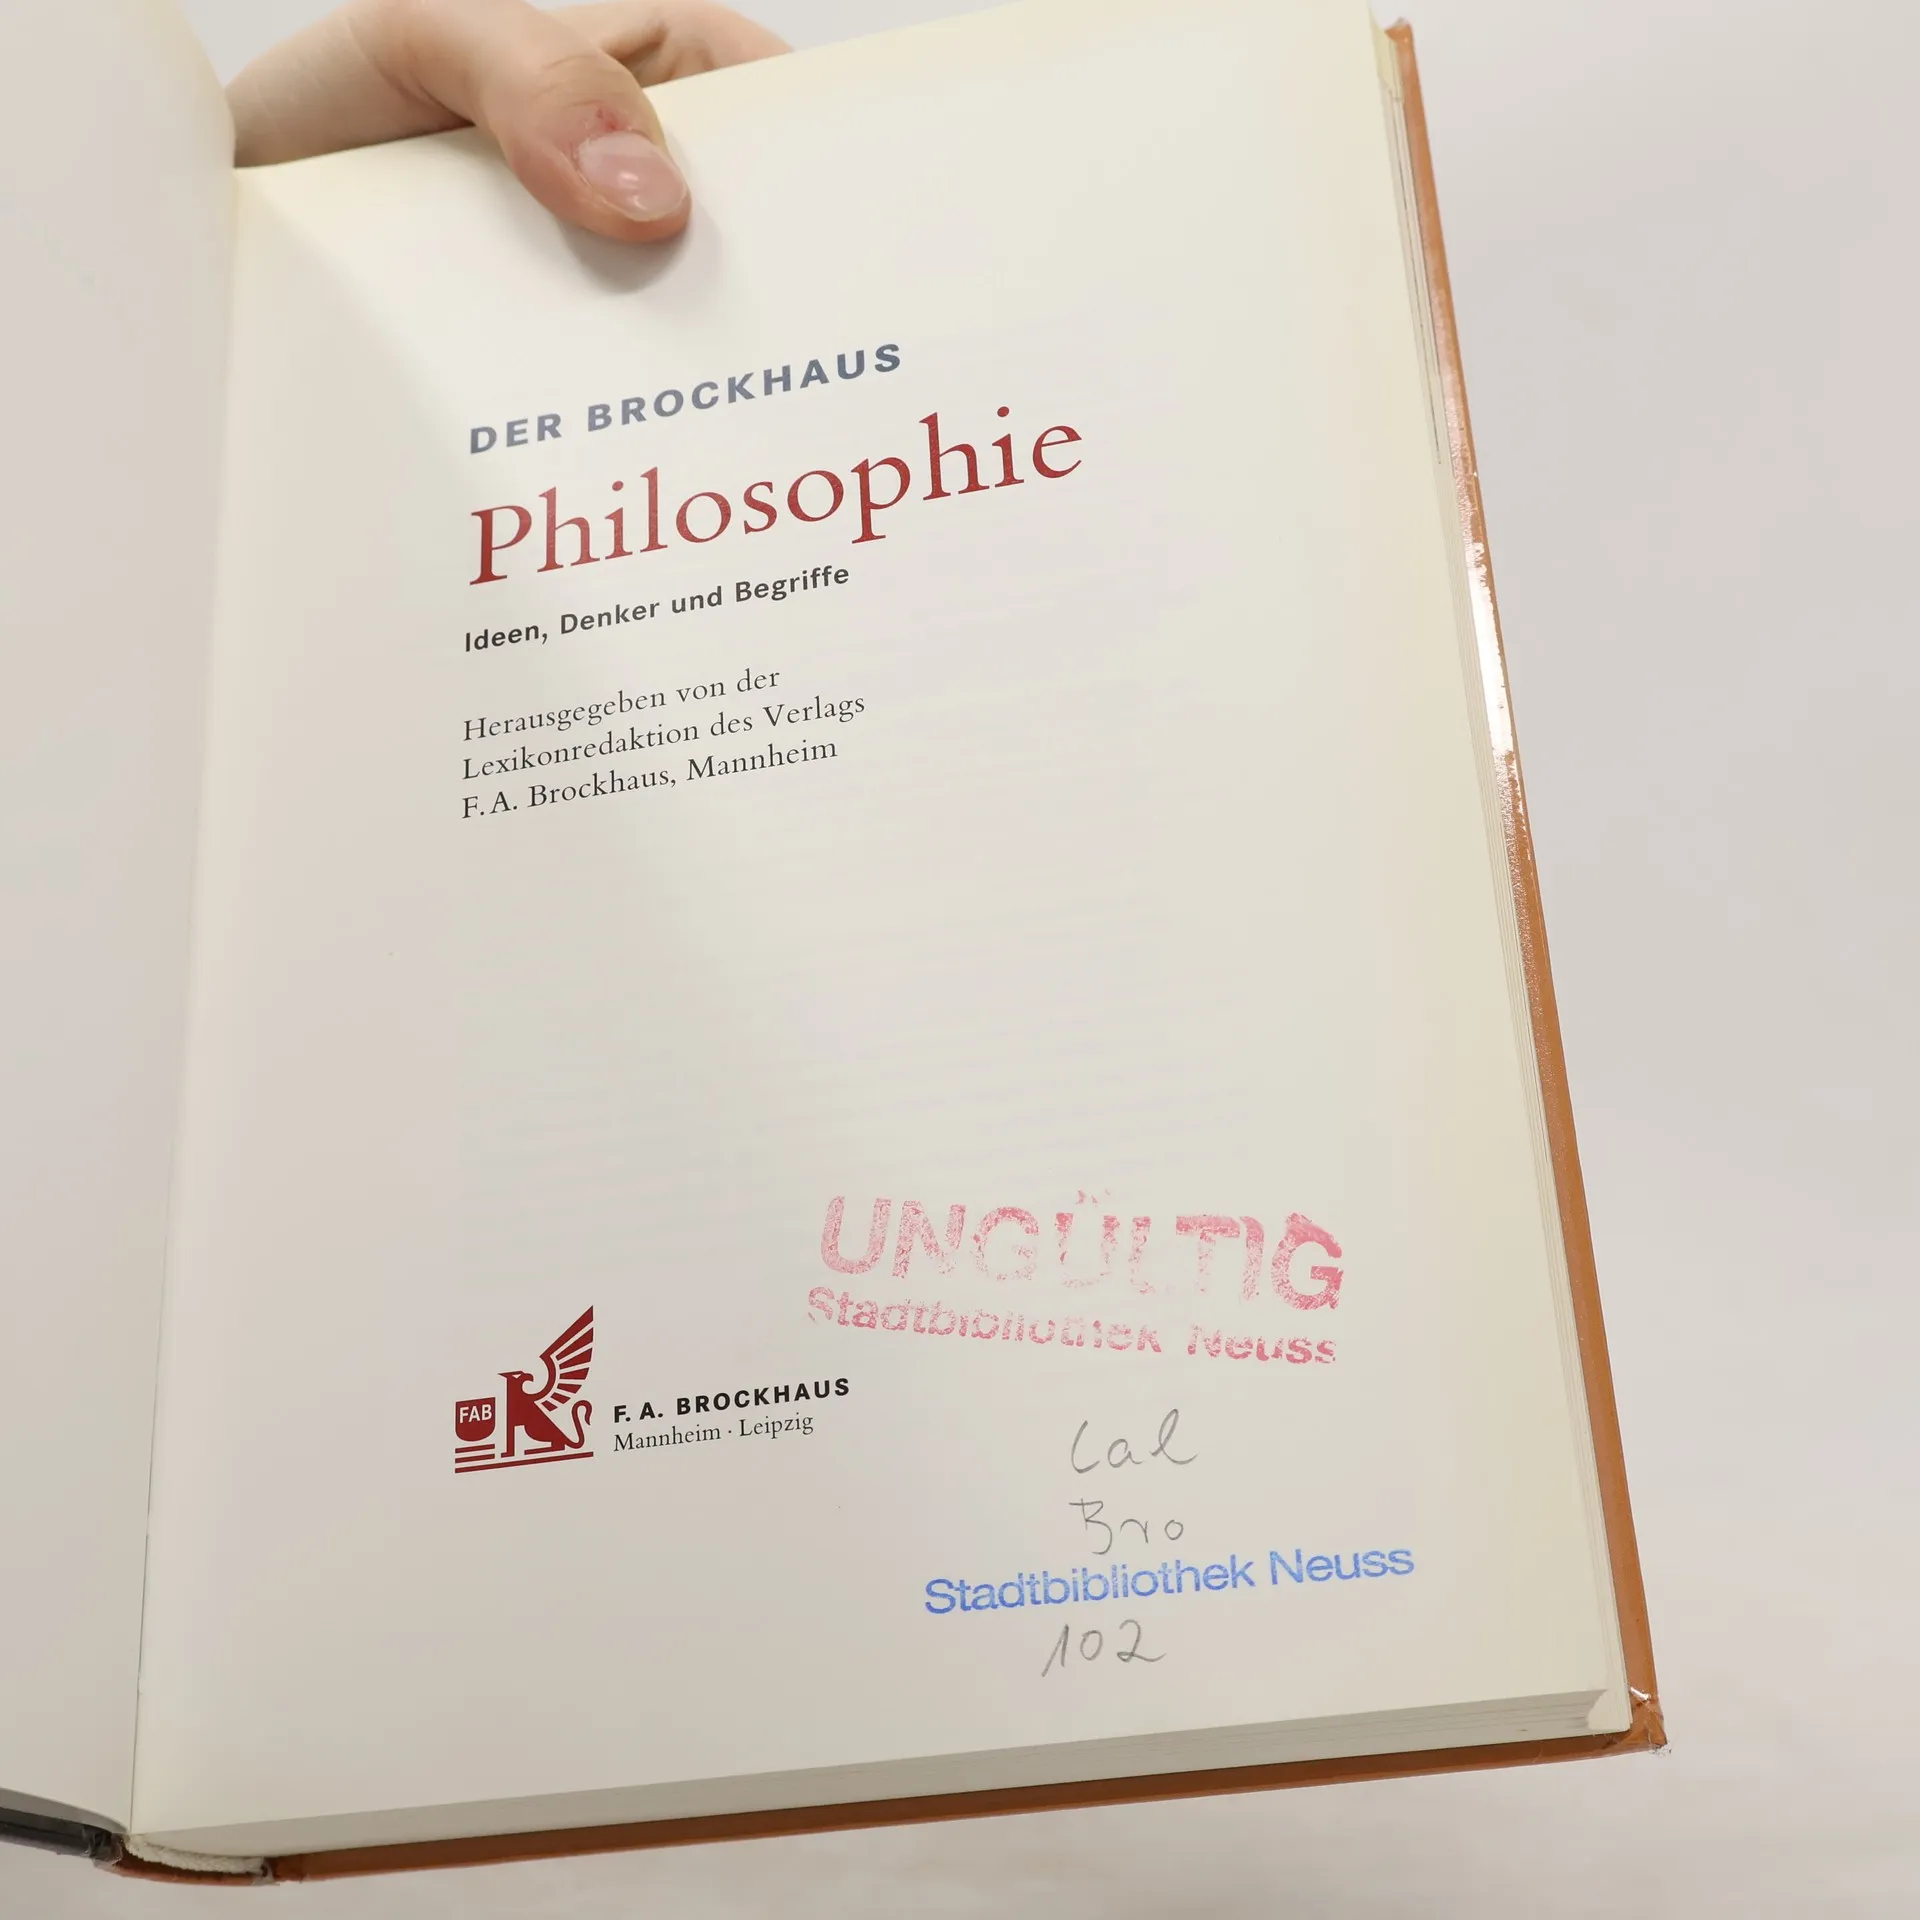 DER BROCKHAUS
Philosophie
Ideen, Denker und Begriffe
Herausgegeben von der
Lexikonredaktion des Verlags
F. A. Brockhaus, Mannheim
UNGÜLTIG
Stadtbibliothek Neuss
FAB
F. A. BROCKHAUS
Mannheim · Leipzig
Cal
Bro
Stadtbibliothek Neuss
102